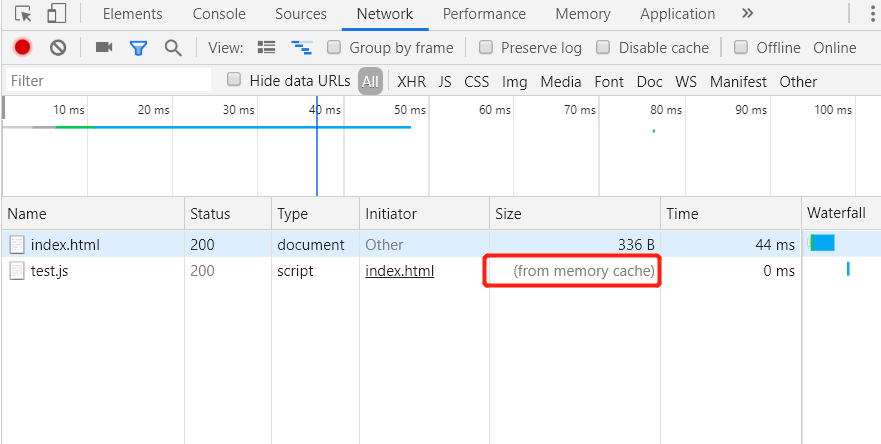 Elements Console Sources Network Performance Memory Application »
View: Group by frame Preserve log Disable cache Offline Online
Filter Hide data URLs All XHR JS CSS Img Media Font Doc WS Manifest Other
10 ms 20 ms 30 ms 40 ms 50 ms 60 ms 70 ms 80 ms 90 ms 100 ms
Name Status Type Initiator Size Time Waterfall
index.html 200 document Other 336 B 44 ms
test.js 200 script index.html (from memory cache) 0 ms